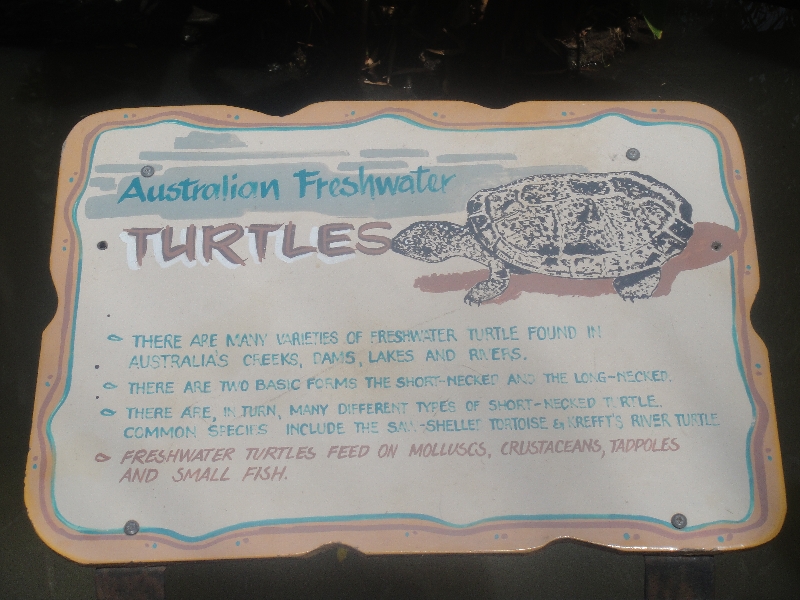 Australian Freshwater
TURTLES
THERE ARE MANY VARIETIES OF FRESHWATER TURTLE FOUND IN
AUSTRALIA'S CREEKS, DAMS, LAKES AND RIVERS.
THERE ARE TWO BASIC FORMS THE SHORT-NECKED AND THE LONG-NECKED.
THERE ARE, IN TURN, MANY DIFFERENT TYPES OF SHORT-NECKED TURTLE.
COMMON SPECIES INCLUDE THE SAW-SHELLED TORTOISE & KREFFT'S RIVER TURTLE
FRESHWATER TURTLES FEED ON MOLLUSCS, CRUSTACEANS, TADPOLES
AND SMALL FISH.